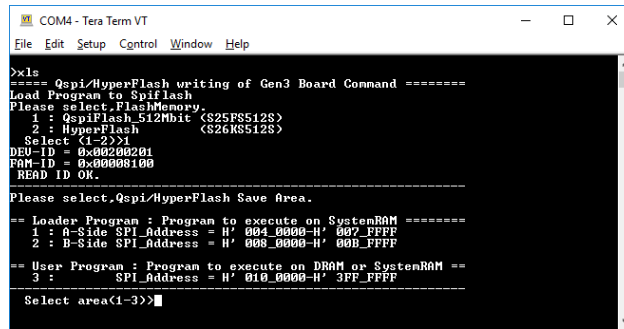 COM4 - Tera Term VT
File Edit Setup Control Window Help
>xls
===== Qspi/HyperFlash writing of Gen3 Board Command ========
Load Program to Spiflash
Please select,FlashMemory.
1 : QspiFlash_512Mbit (S25FS512S)
2 : HyperFlash (S26KS512S)
Select (1-2)>1
DEV-ID = 0x00200201
FAM-ID = 0x00008100
READ ID OK.
Please select,Qspi/HyperFlash Save Area.
== Loader Program : Program to execute on SystemRAM ========
1 : A-Side SPI_Address = H' 004_0000-H' 007_FFFF
2 : B-Side SPI_Address = H' 008_0000-H' 00B_FFFF
== User Program : Program to execute on DRAM or SystemRAM ==
3 : SPI_Address = H' 010_0000-H' 3FF_FFFF
Select area(1-3)>>